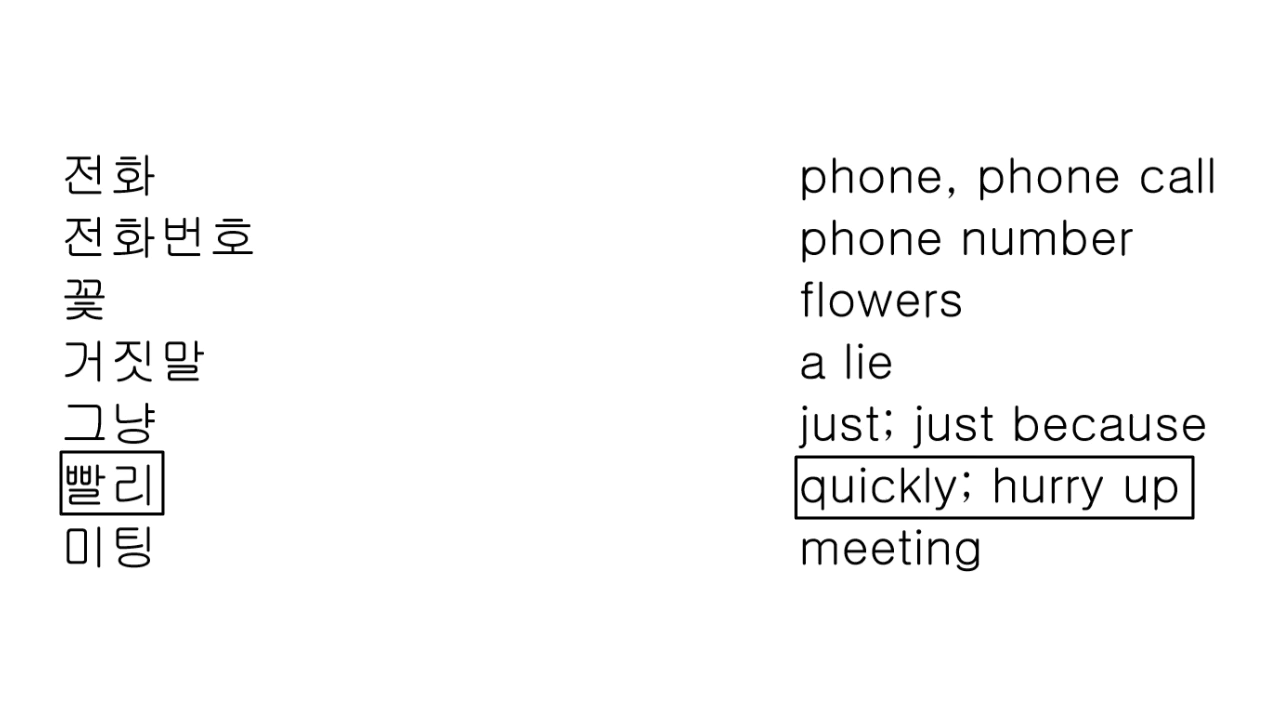 전화 phone, phone call
전화번호 phone number
꽃 flowers
거짓말 a lie
그냥 just; just because
빨리 quickly; hurry up
미팅 meeting